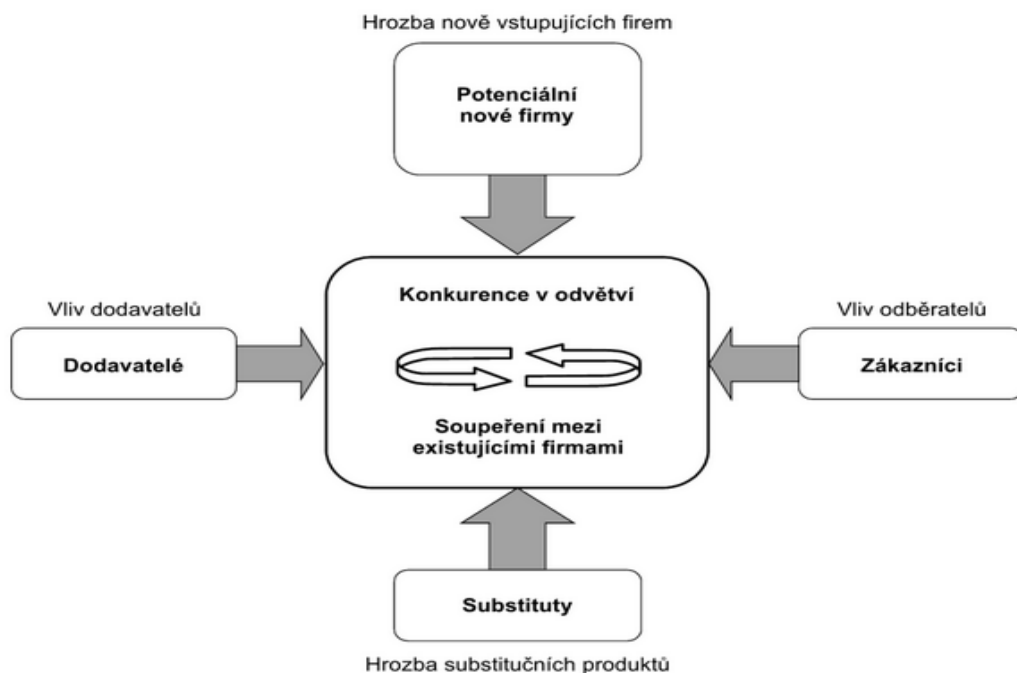 Hrozba nově vstupujících firem
Potenciální
nové firmy
Konkurence v odvětví
Vliv dodavatelů
Dodavatelé
Vliv odběratelů
Zákazníci
Soupeření mezi
existujícími firmami
Substituty
Hrozba substitučních produktů